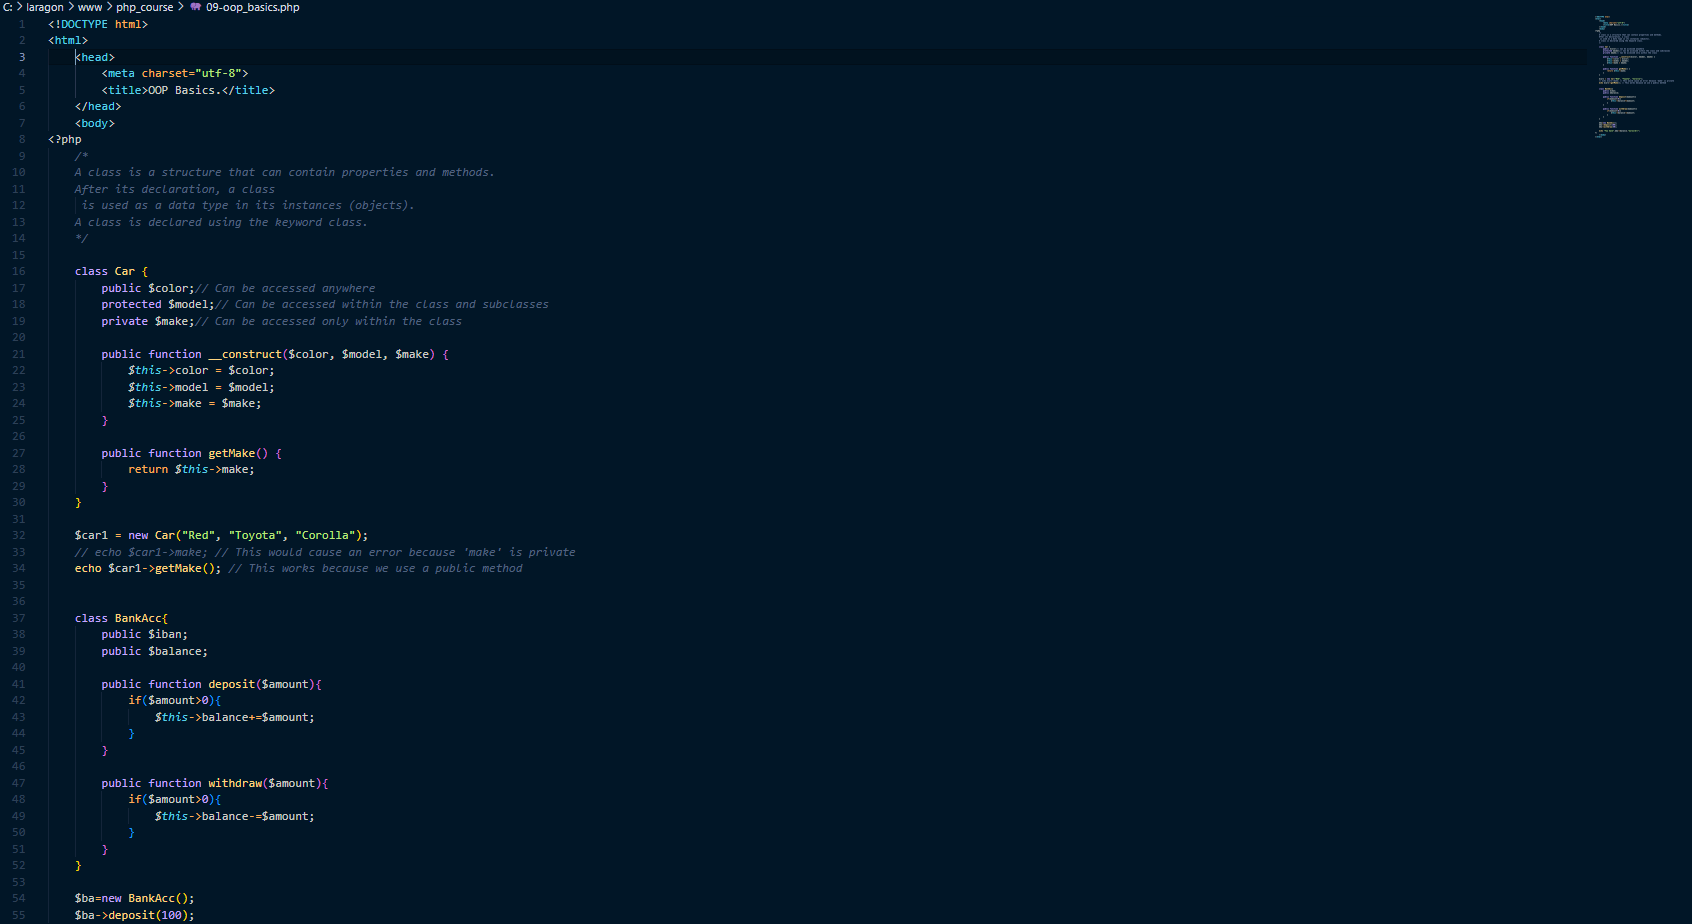 C: > laragon > www > php_course > 09-oop_basics.php
1 <!DOCTYPE html>
2 <html>
3     <head>
4         <meta charset="utf-8">
5         <title>OOP Basics.</title>
6     </head>
7     <body>
8 <?php
9     /*
10     A class is a structure that can contain properties and methods.
11     After its declaration, a class
12      is used as a data type in its instances (objects).
13     A class is declared using the keyword class.
14     */
15
16     class Car {
17         public $color;// Can be accessed anywhere
18         protected $model;// Can be accessed within the class and subclasses
19         private $make;// Can be accessed only within the class
20
21         public function __construct($color, $model, $make) {
22             $this->color = $color;
23             $this->model = $model;
24             $this->make = $make;
25         }
26
27         public function getMake() {
28             return $this->make;
29         }
30     }
31
32     $car1 = new Car("Red", "Toyota", "Corolla");
33     // echo $car1->make; // This would cause an error because 'make' is private
34     echo $car1->getMake(); // This works because we use a public method
35
36
37     class BankAcc{
38         public $iban;
39         public $balance;
40
41         public function deposit($amount){
42             if($amount>0){
43                 $this->balance+=$amount;
44             }
45         }
46
47         public function withdraw($amount){
48             if($amount>0){
49                 $this->balance-=$amount;
50             }
51         }
52     }
53
54     $ba=new BankAcc();
55     $ba->deposit(100);